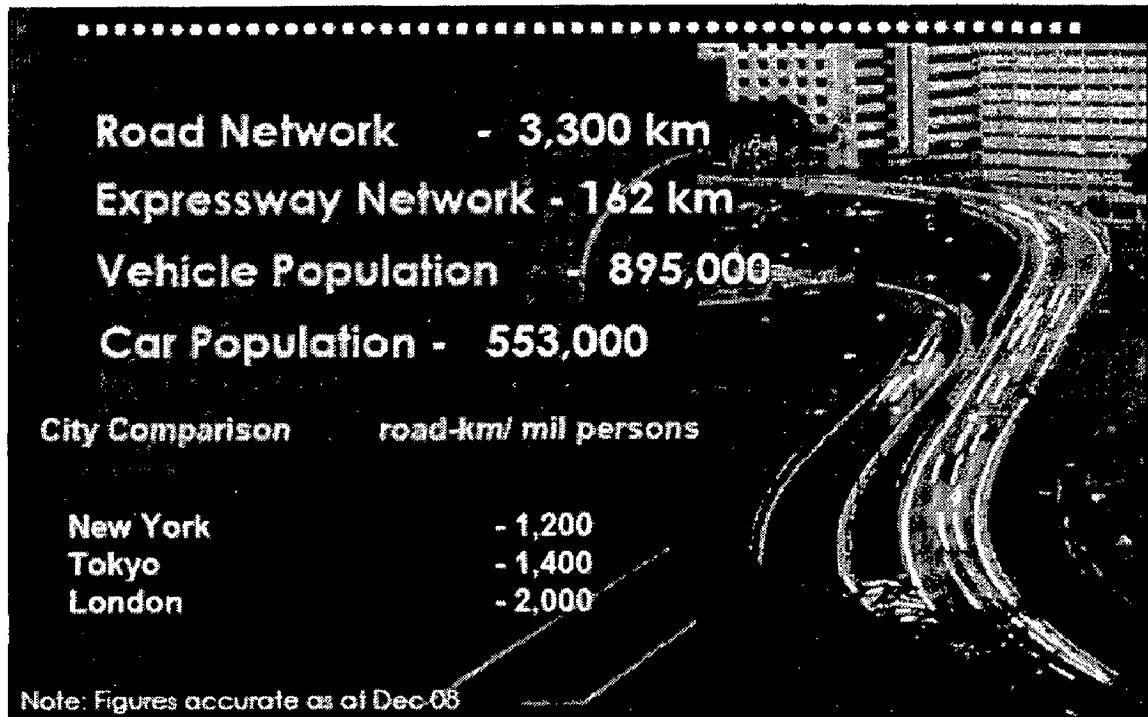 Road Network - 3,300 km
Expressway Network - 162 km
Vehicle Population - 895,000
Car Population - 553,000
City Comparison road-km/ mil persons
New York - 1,200
Tokyo - 1,400
London - 2,000
Note: Figures accurate as at Dec-08